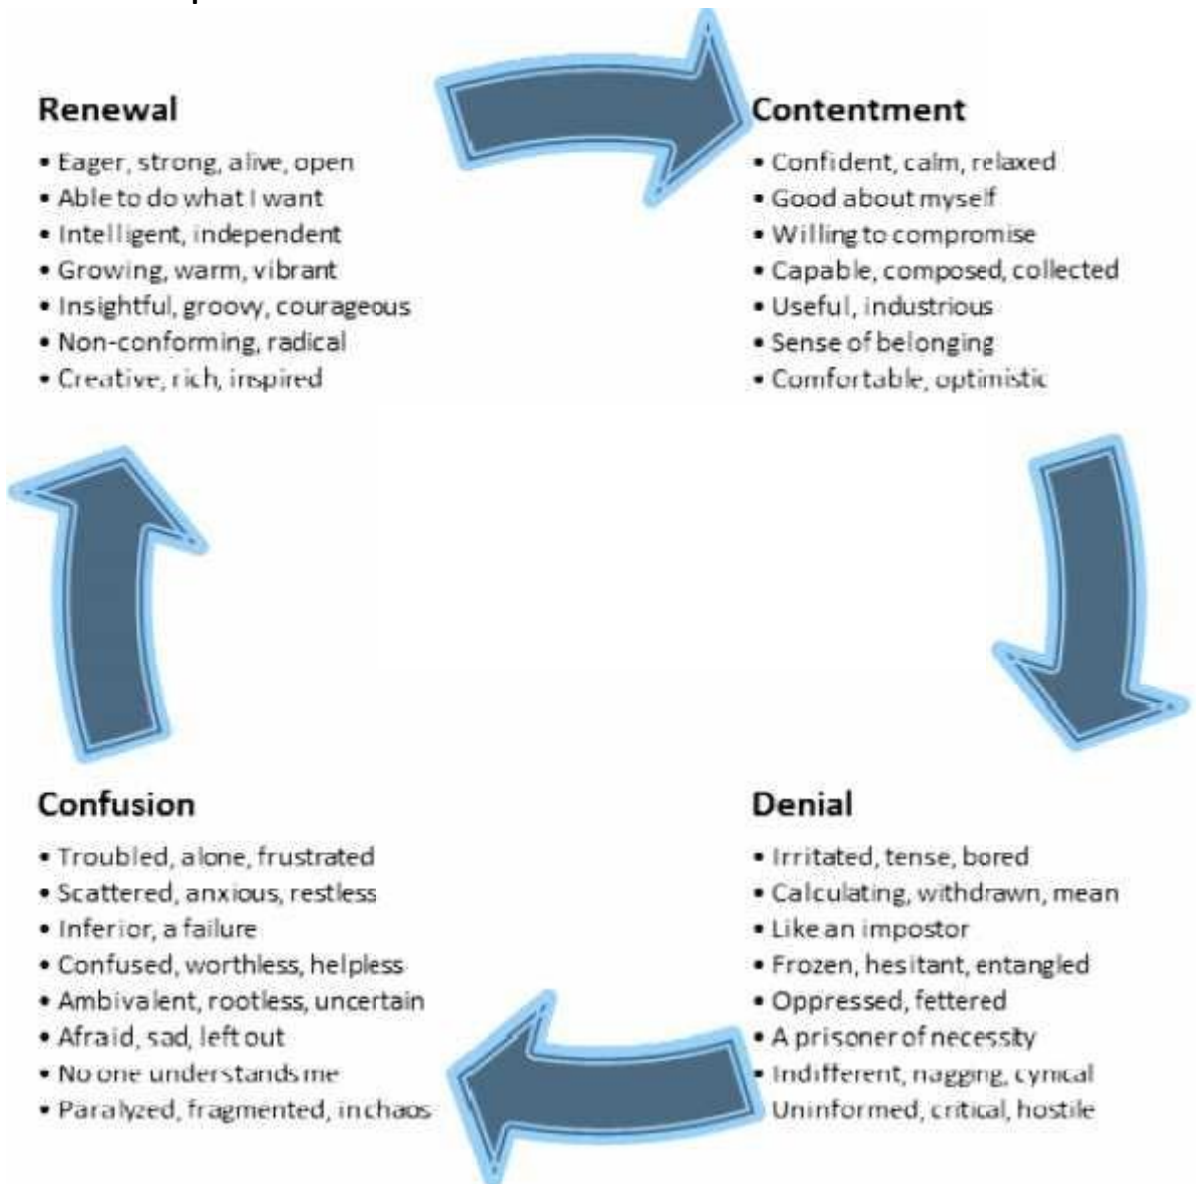 Renewal
• Eager, strong, alive, open
• Able to do what I want
• Intelligent, independent
• Growing, warm, vibrant
• Insightful, groovy, courageous
• Non-conforming, radical
• Creative, rich, inspired
Contentment
• Confident, calm, relaxed
• Good about myself
• Willing to compromise
• Capable, composed, collected
• Useful, industrious
• Sense of belonging
• Comfortable, optimistic
Confusion
• Troubled, alone, frustrated
• Scattered, anxious, restless
• Inferior, a failure
• Confused, worthless, helpless
• Ambivalent, rootless, uncertain
• Afraid, sad, left out
• No one understands me
• Paralyzed, fragmented, in chaos
Denial
• Irritated, tense, bored
• Calculating, withdrawn, mean
• Like an impostor
• Frozen, hesitant, entangled
• Oppressed, fettered
• A prisoner of necessity
• Indifferent, nagging, cynical
Uninformed, critical, hostile